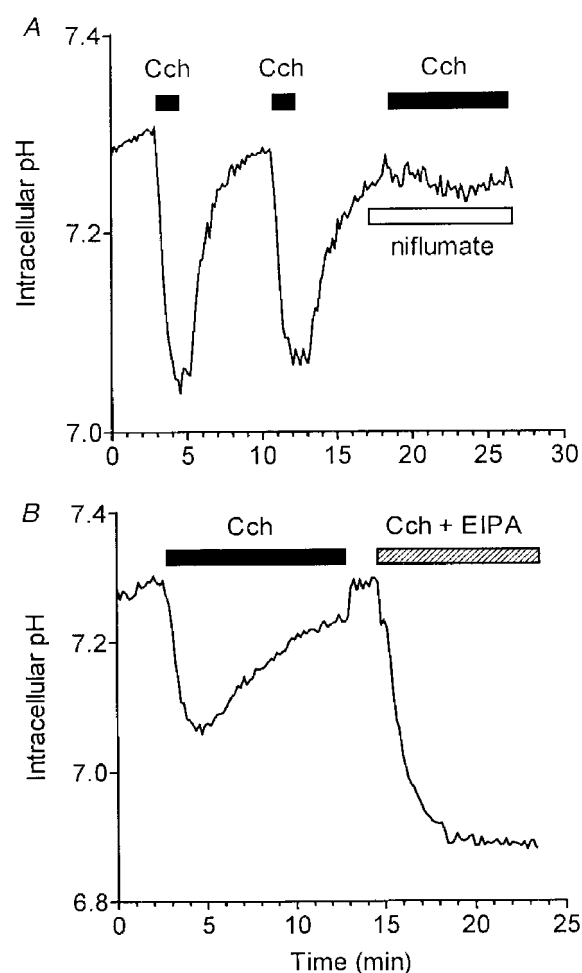 A
7.4
Cch Cch Cch
7.2
niflumate
7.0
0 5 10 15 20 25 30
Intracellular pH
B
7.4
Cch Cch + EIPA
7.2
7.0
6.8
0 5 10 15 20 25
Intracellular pH
Time (min)